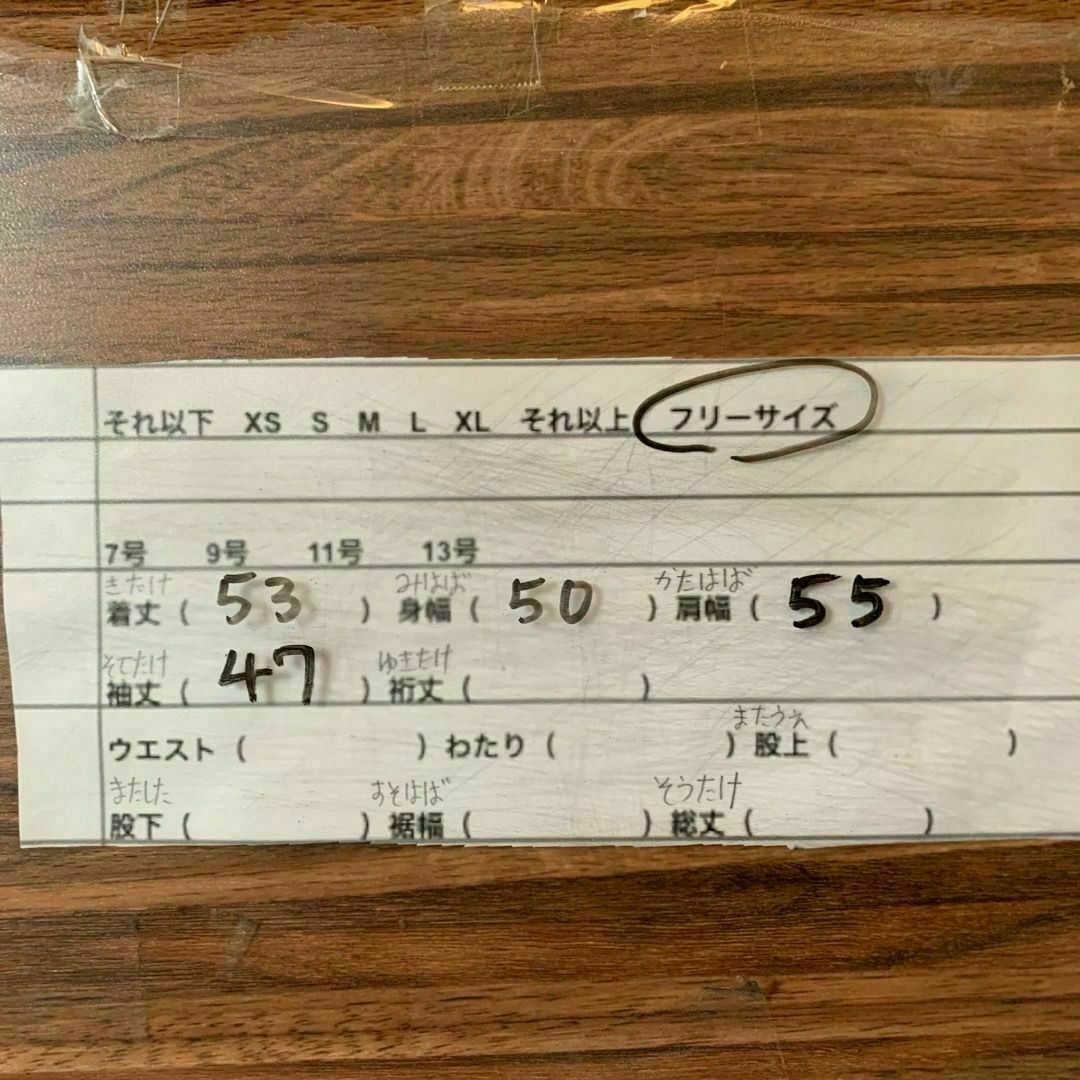 それ以下 XS S M L XL それ以上 フリーサイズ
7号 9号 11号 13号
きたけ みはば かたはば
着丈 ( 53 ) 身幅 ( 50 ) 肩幅 ( 55 )
そでたけ ゆきたけ
袖丈 ( 47 ) 裄丈 ( )
またうえ
ウエスト ( ) わたり ( ) 股上 ( )
またした すそはば そうたけ
股下 ( ) 裾幅 ( ) 総丈 ( )